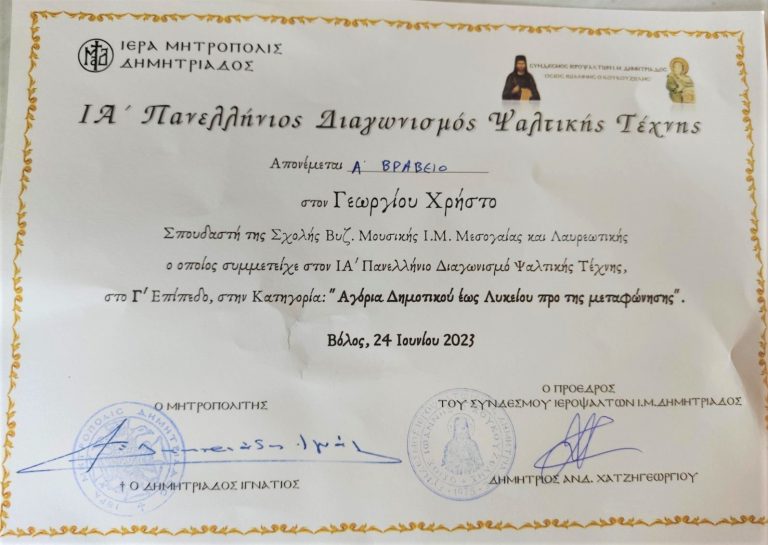 ΙΕΡΑ ΜΗΤΡΟΠΟΛΙΣ
ΔΗΜΗΤΡΙΑΔΟΣ
ΣΥΝΔΕΣΜΟΣ ΙΕΡΟΨΑΛΤΩΝ Ι.Μ. ΔΗΜΗΤΡΙΑΔΟΣ
ΟΣΙΟΣ ΙΩΑΝΝΗΣ Ο ΚΟΥΚΟΥΖΕΛΗΣ
ΙΑ΄ Πανελλήνιος Διαγωνισμός Ψαλτικής Τέχνης
Απονέμεται Α΄ ΒΡΑΒΕΙΟ
στον Γεωργίου Χρήστο
Σπουδαστή της Σχολής Βυζ. Μουσικής Ι.Μ. Μεσογαίας και Λαυρεωτικής
ο οποίος συμμετείχε στον ΙΑ΄ Πανελλήνιο Διαγωνισμό Ψαλτικής Τέχνης,
στο Γ΄ Επίπεδο, στην Κατηγορία: "Αγόρια Δημοτικού έως Λυκείου προ της μεταφώνησης".
Βόλος, 24 Ιουνίου 2023
Ο ΜΗΤΡΟΠΟΛΙΤΗΣ
† Ο ΔΗΜΗΤΡΙΑΔΟΣ ΙΓΝΑΤΙΟΣ
Ο ΠΡΟΕΔΡΟΣ
ΤΟΥ ΣΥΝΔΕΣΜΟΥ ΙΕΡΟΨΑΛΤΩΝ Ι.Μ.ΔΗΜΗΤΡΙΑΔΟΣ
ΔΗΜΗΤΡΙΟΣ ΑΝΔ. ΧΑΤΖΗΓΕΩΡΓΙΟΥ